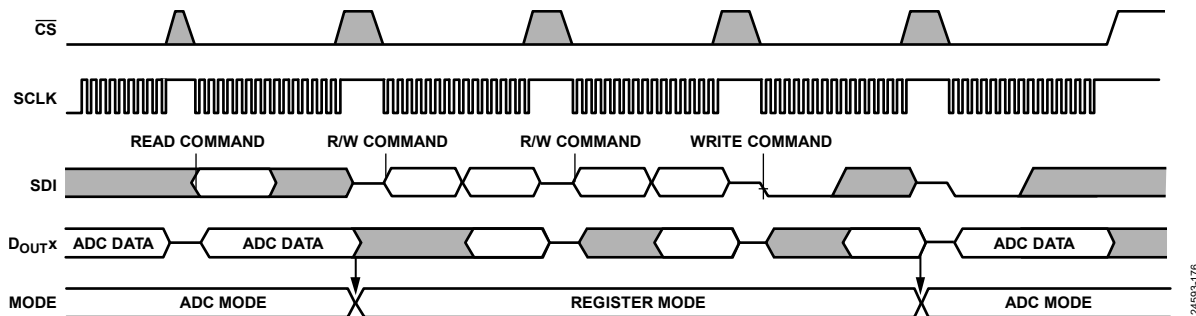 CS
SCLK
READ COMMAND R/W COMMAND R/W COMMAND WRITE COMMAND
SDI
DOUTx ADC DATA ADC DATA ADC DATA
MODE ADC MODE REGISTER MODE ADC MODE
24593-176